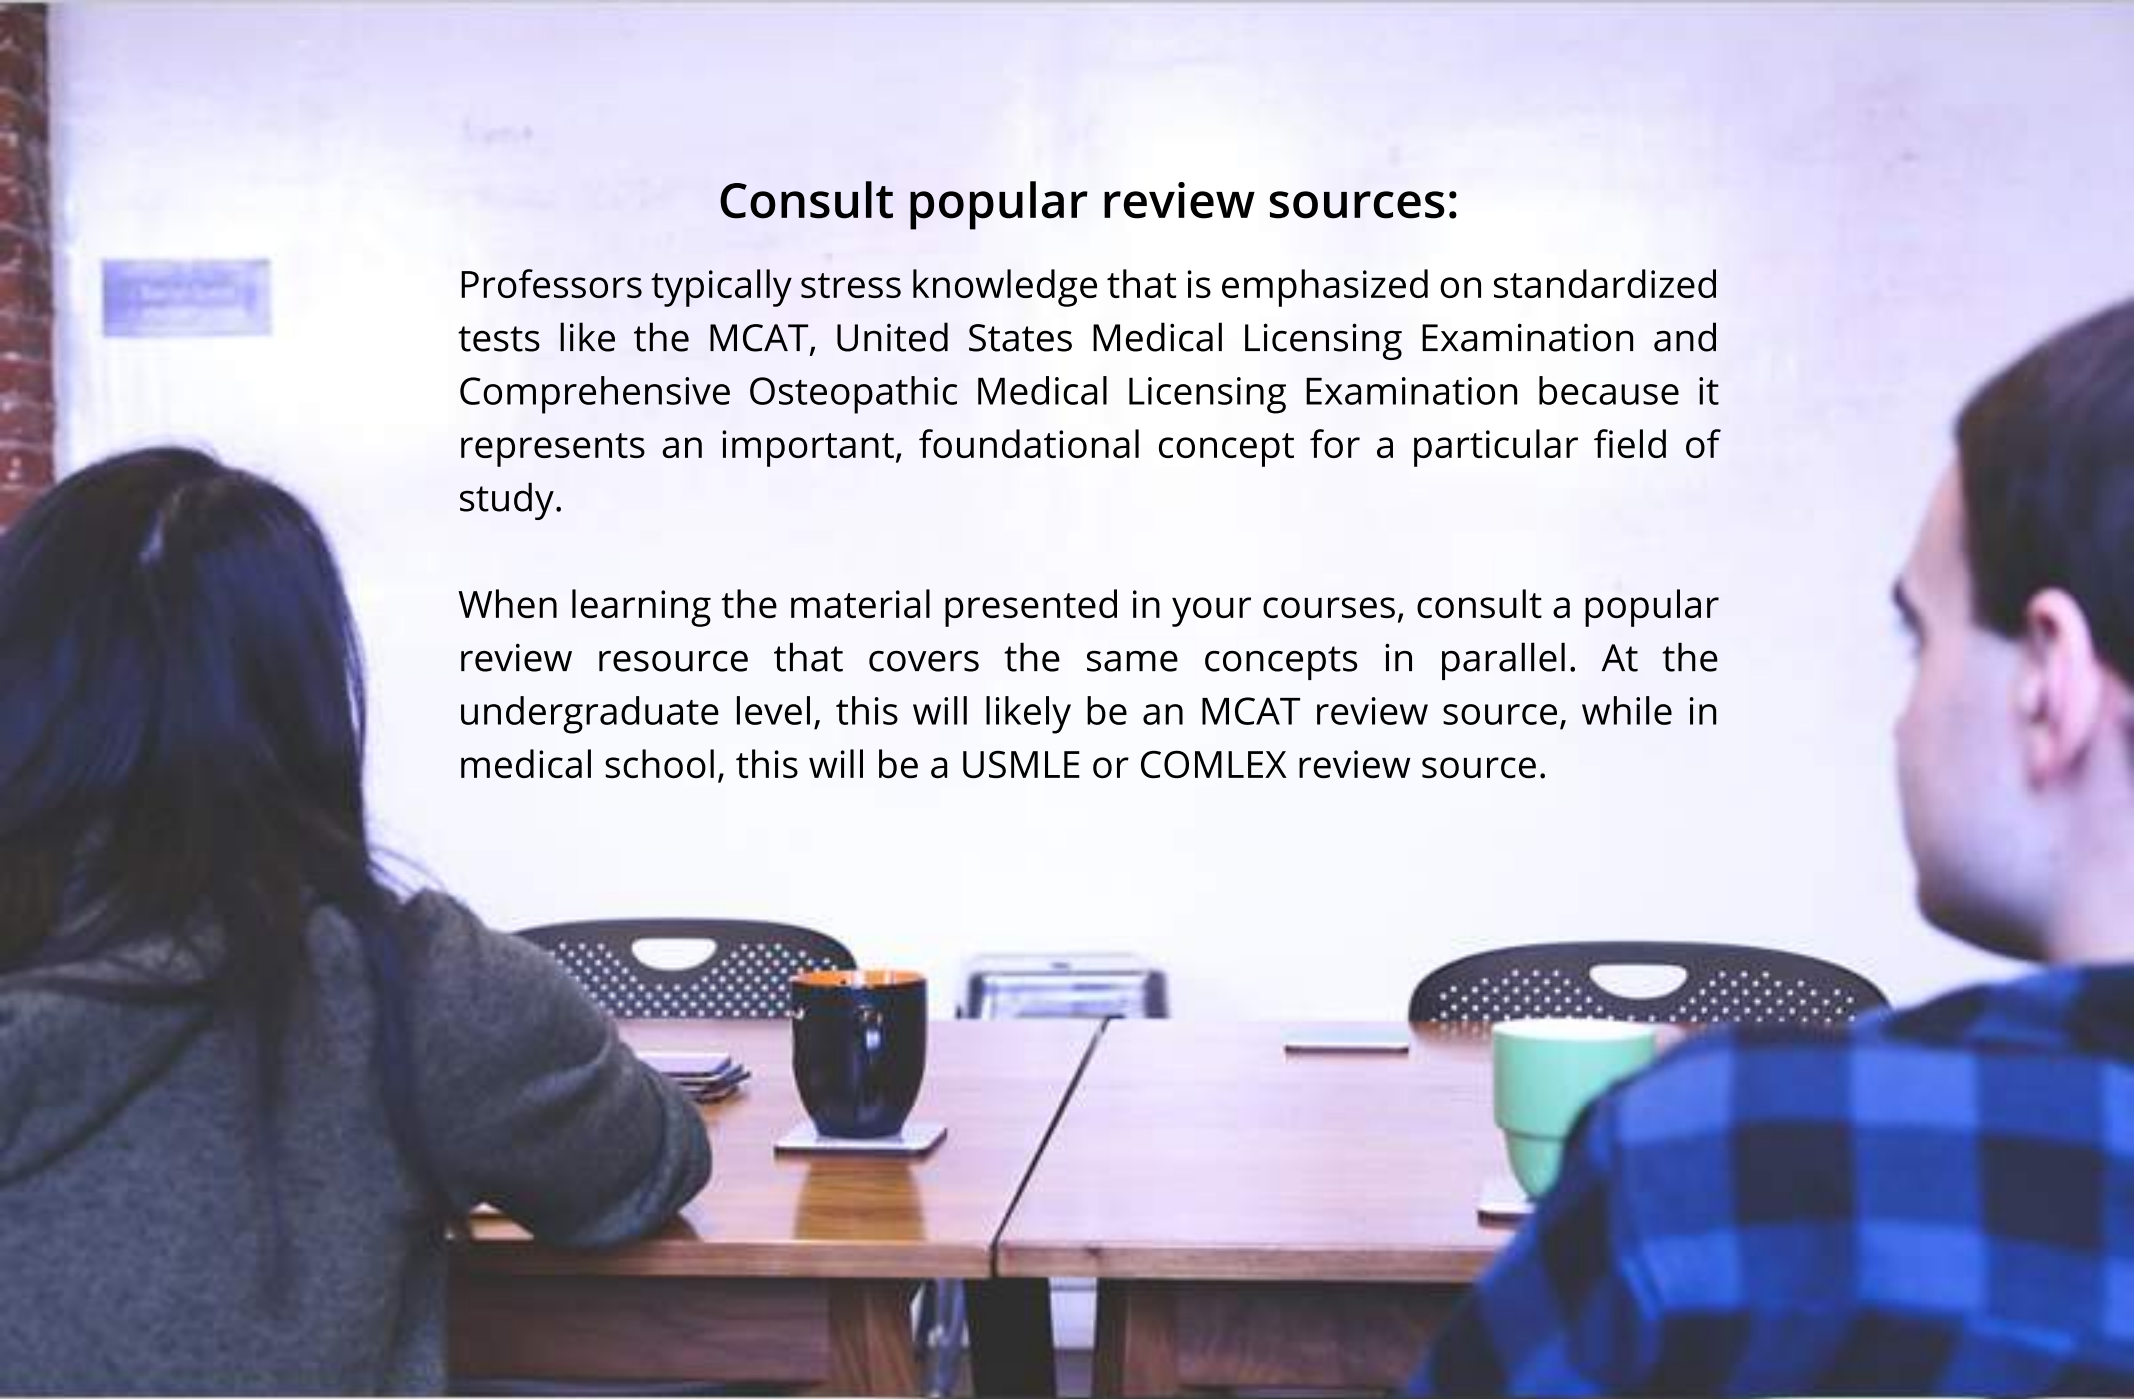 Consult popular review sources:
Professors typically stress knowledge that is emphasized on standardized
tests like the MCAT, United States Medical Licensing Examination and
Comprehensive Osteopathic Medical Licensing Examination because it
represents an important, foundational concept for a particular field of
study.
When learning the material presented in your courses, consult a popular
review resource that covers the same concepts in parallel. At the
undergraduate level, this will likely be an MCAT review source, while in
medical school, this will be a USMLE or COMLEX review source.